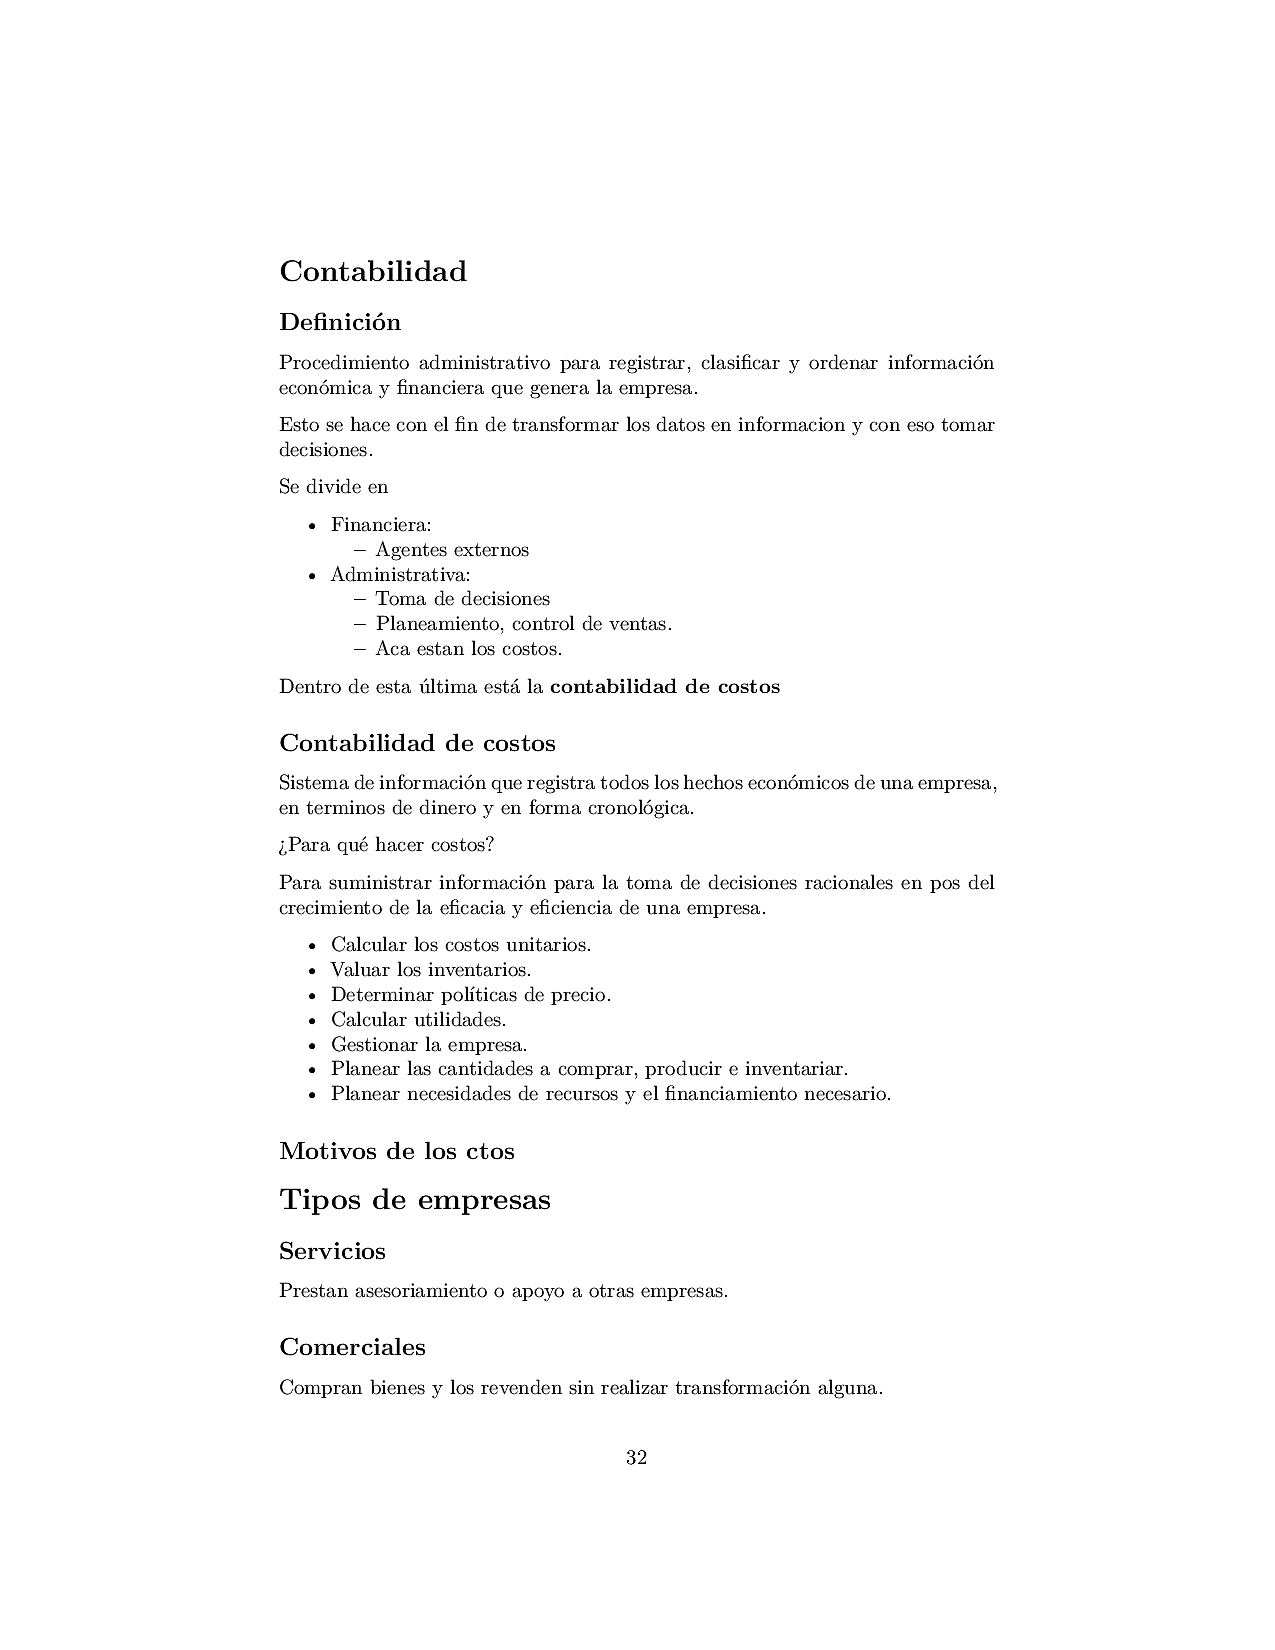 Contabilidad
Definición
Procedimiento administrativo para registrar, clasificar y ordenar información
económica y financiera que genera la empresa.
Esto se hace con el fin de transformar los datos en informacion y con eso tomar
decisiones.
Se divide en
• Financiera:
– Agentes externos
• Administrativa:
– Toma de decisiones
– Planeamiento, control de ventas.
– Aca estan los costos.
Dentro de esta última está la contabilidad de costos
Contabilidad de costos
Sistema de información que registra todos los hechos económicos de una empresa,
en terminos de dinero y en forma cronológica.
¿Para qué hacer costos?
Para suministrar información para la toma de decisiones racionales en pos del
crecimiento de la eficacia y eficiencia de una empresa.
• Calcular los costos unitarios.
• Valuar los inventarios.
• Determinar políticas de precio.
• Calcular utilidades.
• Gestionar la empresa.
• Planear las cantidades a comprar, producir e inventariar.
• Planear necesidades de recursos y el financiamiento necesario.
Motivos de los ctos
Tipos de empresas
Servicios
Prestan asesoriamiento o apoyo a otras empresas.
Comerciales
Compran bienes y los revenden sin realizar transformación alguna.
32